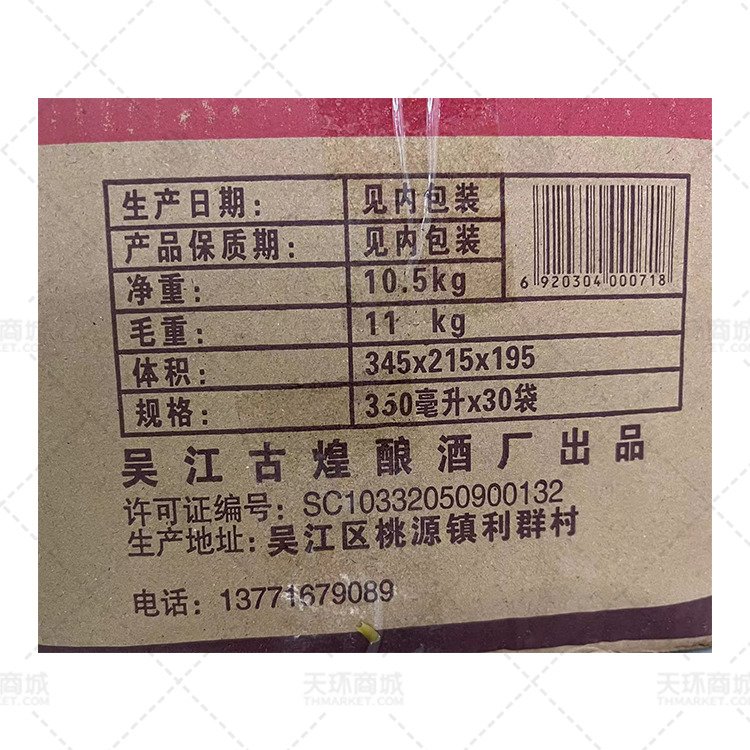 生产日期： 见内包装
产品保质期： 见内包装
净重： 10.5kg
毛重： 11 kg
体积： 345x215x195
规格： 350毫升x30袋
6 920304 000718
吴江古煌酿酒厂出品
许可证编号：SC10332050900132
生产地址：吴江区桃源镇利群村
电话：13771679089
天环商城
THMARKET.COM